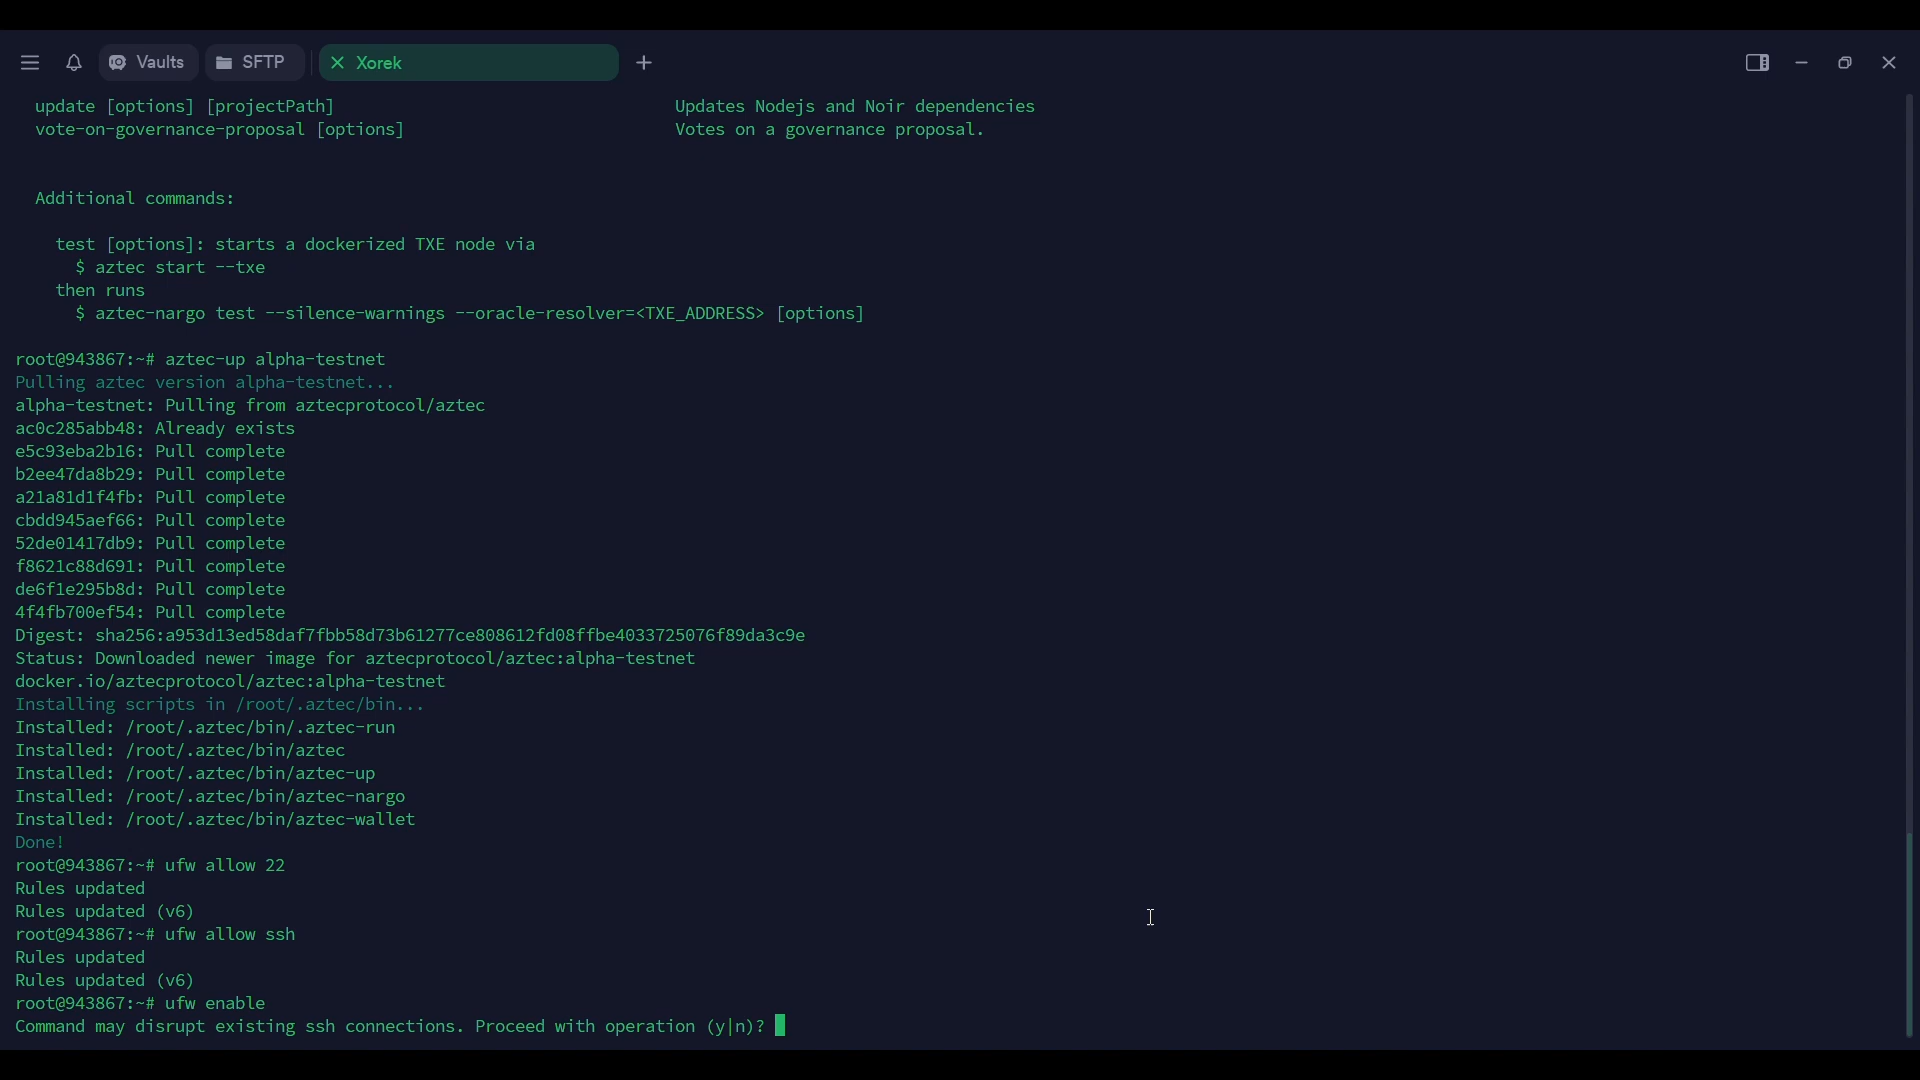 Vaults
SFTP
Xorek
update [options] [projectPath] Updates Nodejs and Noir dependencies
vote-on-governance-proposal [options] Votes on a governance proposal.
Additional commands:
test [options]: starts a dockerized TXE node via
$ aztec start --txe
then runs
$ aztec-nargo test --silence-warnings --oracle-resolver=<TXE_ADDRESS> [options]
root@943867:~# aztec-up alpha-testnet
Pulling aztec version alpha-testnet...
alpha-testnet: Pulling from aztecprotocol/aztec
ac0c285abb48: Already exists
e5c93eba2b16: Pull complete
b2ee47da8b29: Pull complete
a21a81d1f4fb: Pull complete
cbdd945aef66: Pull complete
52de01417db9: Pull complete
f8621c88d691: Pull complete
de6f1e295b8d: Pull complete
4f4fb700ef54: Pull complete
Digest: sha256:a953d13ed58daf7fbb58d73b61277ce808612fd08ffbe4033725076f89da3c9e
Status: Downloaded newer image for aztecprotocol/aztec:alpha-testnet
docker.io/aztecprotocol/aztec:alpha-testnet
Installing scripts in /root/.aztec/bin...
Installed: /root/.aztec/bin/.aztec-run
Installed: /root/.aztec/bin/aztec
Installed: /root/.aztec/bin/aztec-up
Installed: /root/.aztec/bin/aztec-nargo
Installed: /root/.aztec/bin/aztec-wallet
Done!
root@943867:~# ufw allow 22
Rules updated
Rules updated (v6)
root@943867:~# ufw allow ssh
Rules updated
Rules updated (v6)
root@943867:~# ufw enable
Command may disrupt existing ssh connections. Proceed with operation (y|n)?